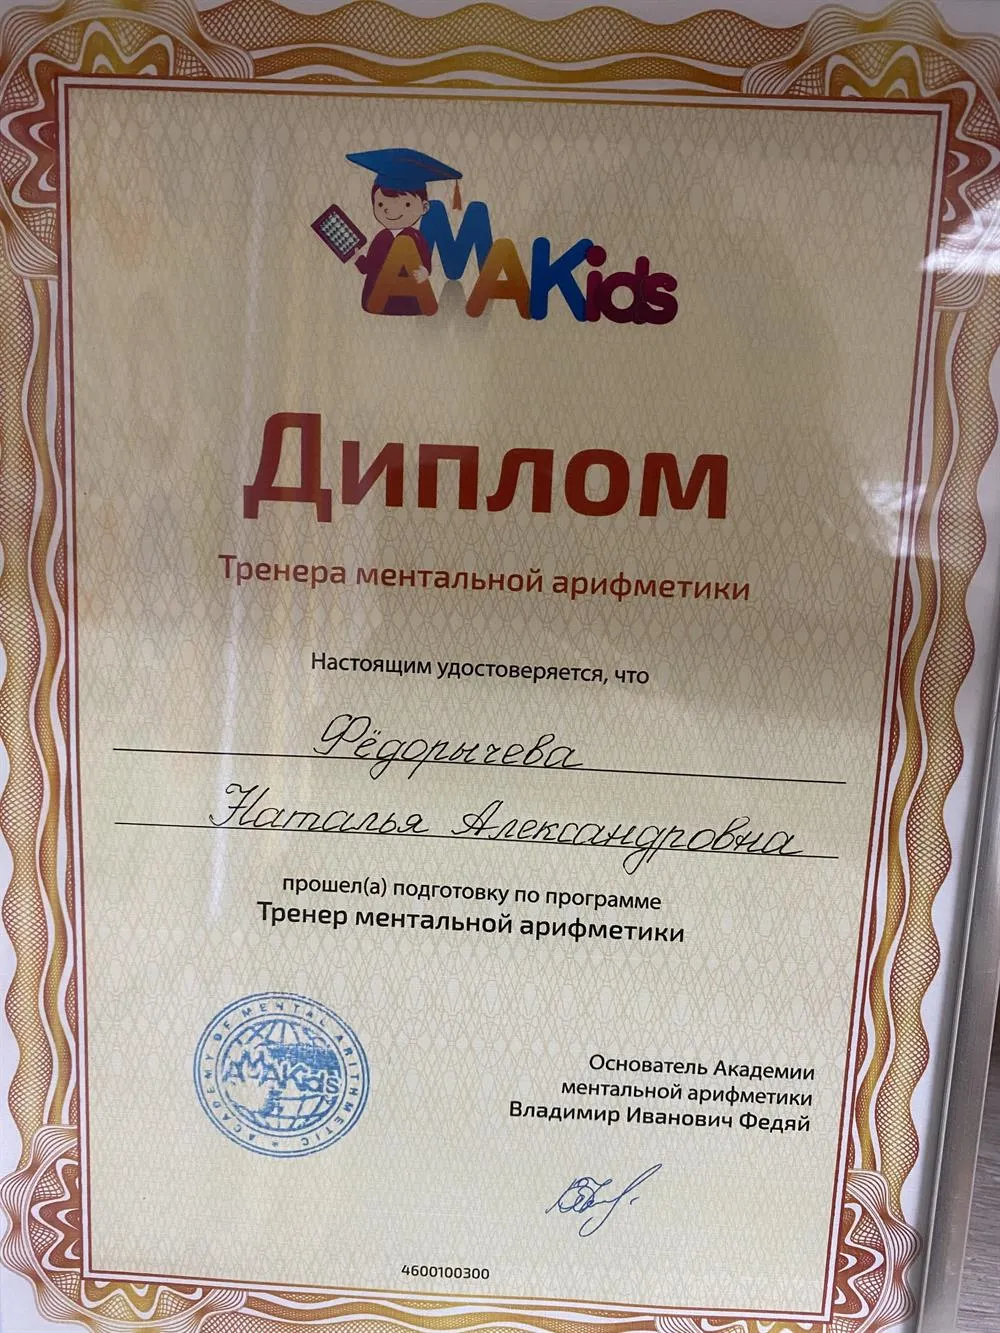 AMAKids
Диплом
Тренера ментальной арифметики
Настоящим удостоверяется, что
Фёдорычева
Наталья Александровна
прошел(а) подготовку по программе
Тренер ментальной арифметики
ACADEMY OF MENTAL ARITHMETIC
AMAKids
Основатель Академии
ментальной арифметики
Владимир Иванович Федяй
4600100300